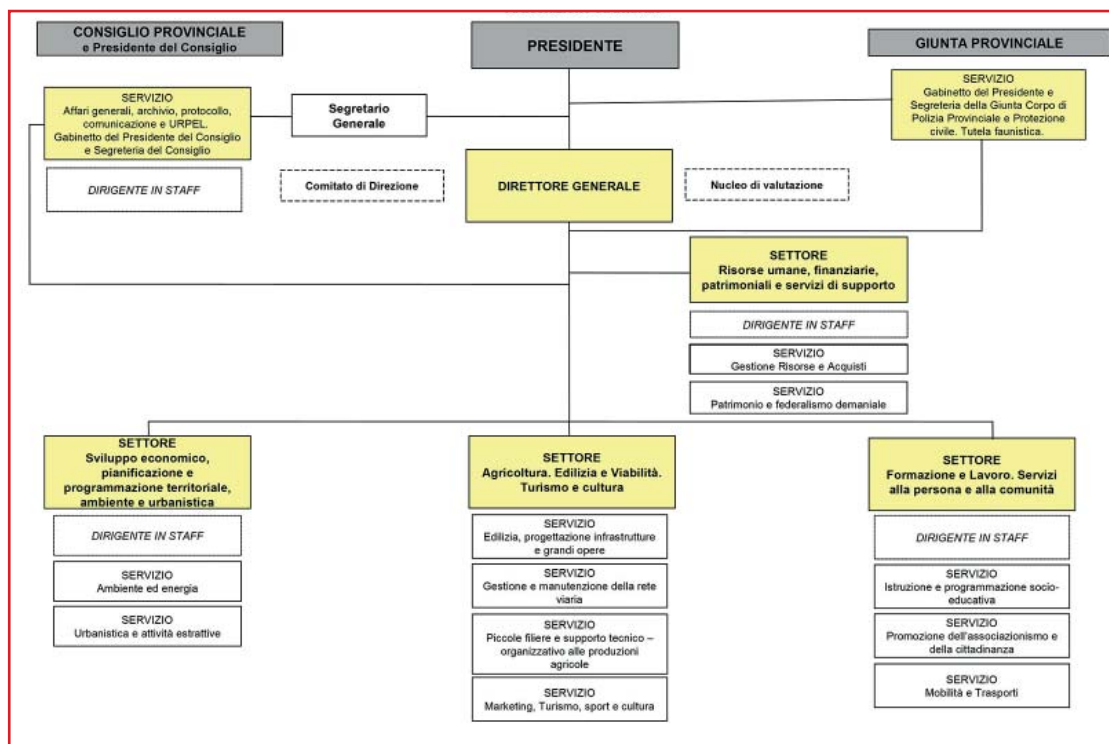 CONSIGLIO PROVINCIALE
e Presidente del Consiglio
PRESIDENTE
GIUNTA PROVINCIALE
SERVIZIO
Affari generali, archivio, protocollo,
comunicazione e URPEL.
Gabinetto del Presidente del Consiglio
e Segreteria del Consiglio
Segretario
Generale
SERVIZIO
Gabinetto del Presidente e
Segreteria della Giunta Corpo di
Polizia Provinciale e Protezione
civile. Tutela faunistica.
DIRIGENTE IN STAFF
Comitato di Direzione
DIRETTORE GENERALE
Nucleo di valutazione
SETTORE
Risorse umane, finanziarie,
patrimoniali e servizi di supporto
DIRIGENTE IN STAFF
SERVIZIO
Gestione Risorse e Acquisti
SERVIZIO
Patrimonio e federalismo demaniale
SETTORE
Sviluppo economico,
pianificazione e
programmazione territoriale,
ambiente e urbanistica
DIRIGENTE IN STAFF
SERVIZIO
Ambiente ed energia
SERVIZIO
Urbanistica e attività estrattive
SETTORE
Agricoltura. Edilizia e Viabilità.
Turismo e cultura
SERVIZIO
Edilizia, progettazione infrastrutture
e grandi opere
SERVIZIO
Gestione e manutenzione della rete
viaria
SERVIZIO
Piccole filiere e supporto tecnico –
organizzativo alle produzioni
agricole
SERVIZIO
Marketing, Turismo, sport e cultura
SETTORE
Formazione e Lavoro. Servizi
alla persona e alla comunità
DIRIGENTE IN STAFF
SERVIZIO
Istruzione e programmazione socio-
educativa
SERVIZIO
Promozione dell'associazionismo e
della cittadinanza
SERVIZIO
Mobilità e Trasporti